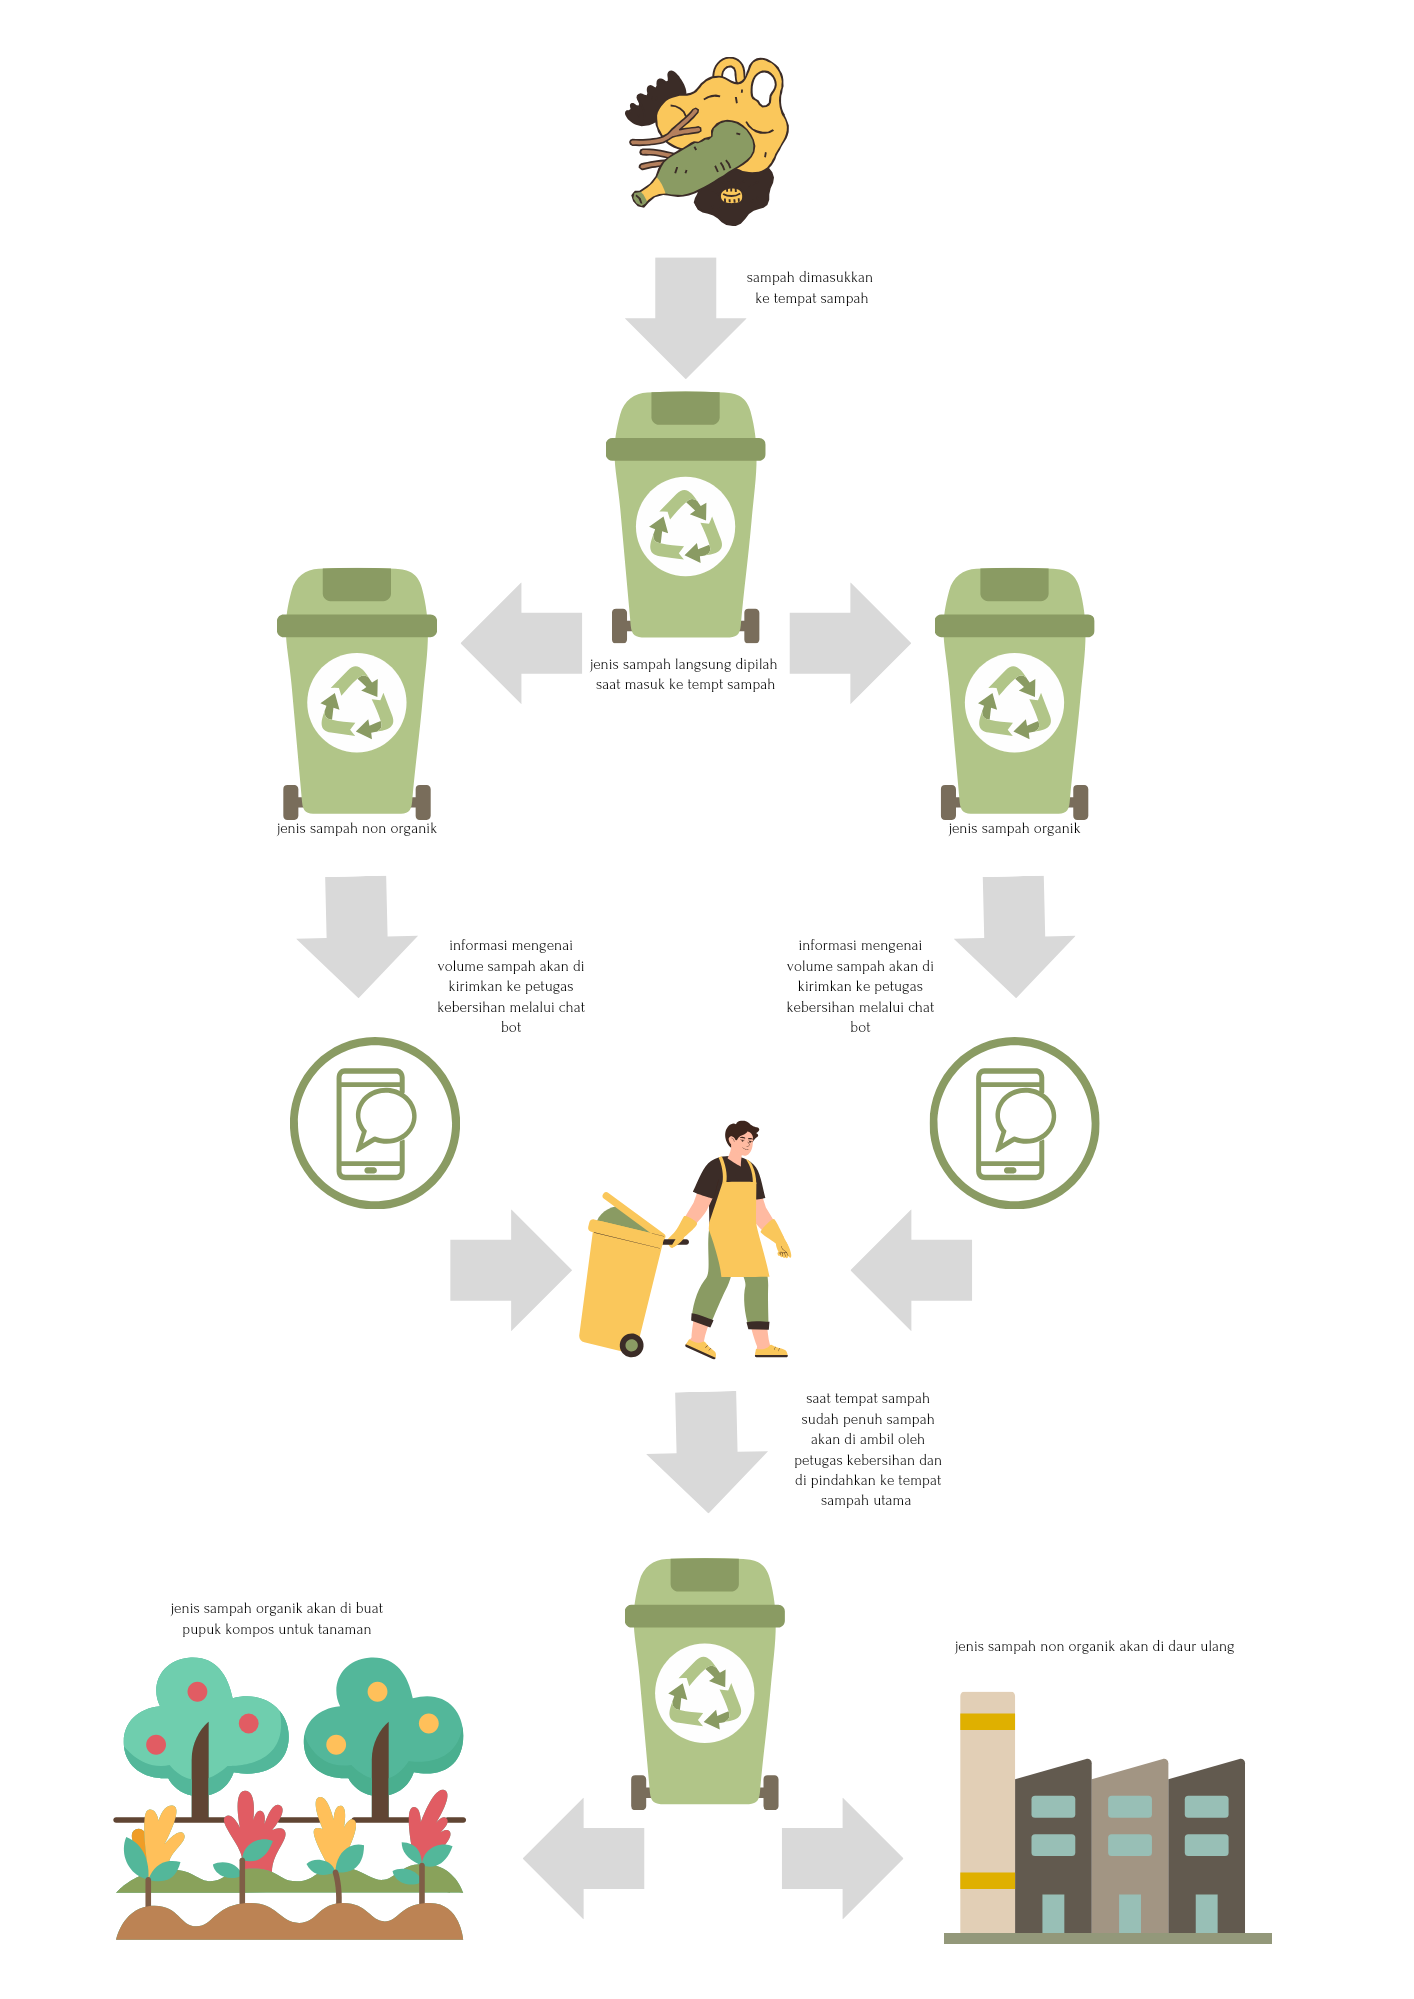 sampah dimasukkan
ke tempat sampah
jenis sampah langsung dipilah
saat masuk ke tempt sampah
jenis sampah non organik
jenis sampah organik
informasi mengenai
volume sampah akan di
kirimkan ke petugas
kebersihan melalui chat
bot
informasi mengenai
volume sampah akan di
kirimkan ke petugas
kebersihan melalui chat
bot
saat tempat sampah
sudah penuh sampah
akan di ambil oleh
petugas kebersihan dan
di pindahkan ke tempat
sampah utama
jenis sampah organik akan di buat
pupuk kompos untuk tanaman
jenis sampah non organik akan di daur ulang